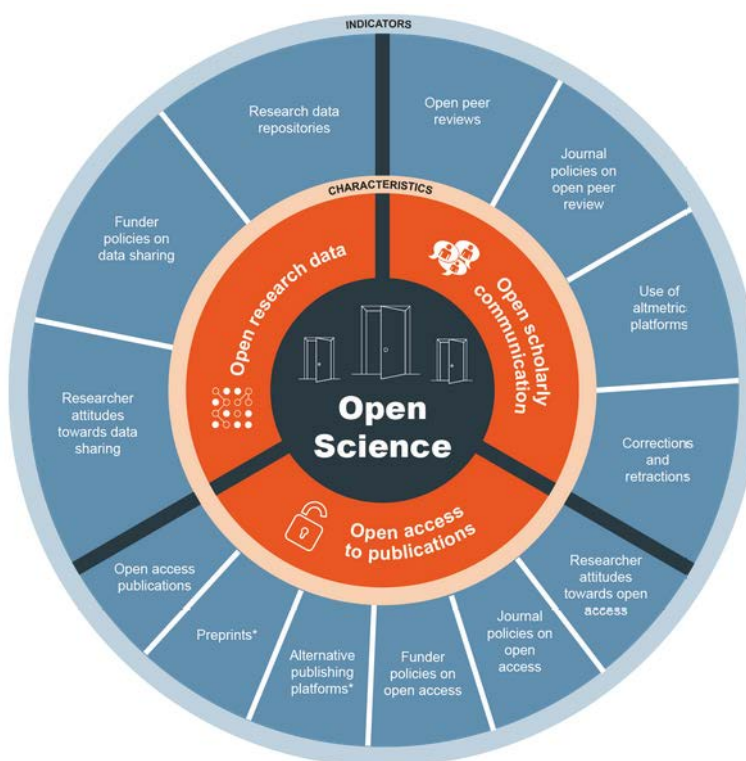 INDICATORS
Research data
repositories
Open peer
reviews
Journal
policies on
open peer
review
Funder
policies on
data sharing
Use of
altmetric
platforms
Researcher
attitudes
towards data
sharing
Corrections
and
retractions
CHARACTERISTICS
Open research data
Open scholarly
communication
Open
Science
Open access
to publications
Open access
publications
Preprints*
Alternative
publishing
platforms*
Funder
policies on
open access
Journal
policies on
open
access
Researcher
attitudes
towards open
access